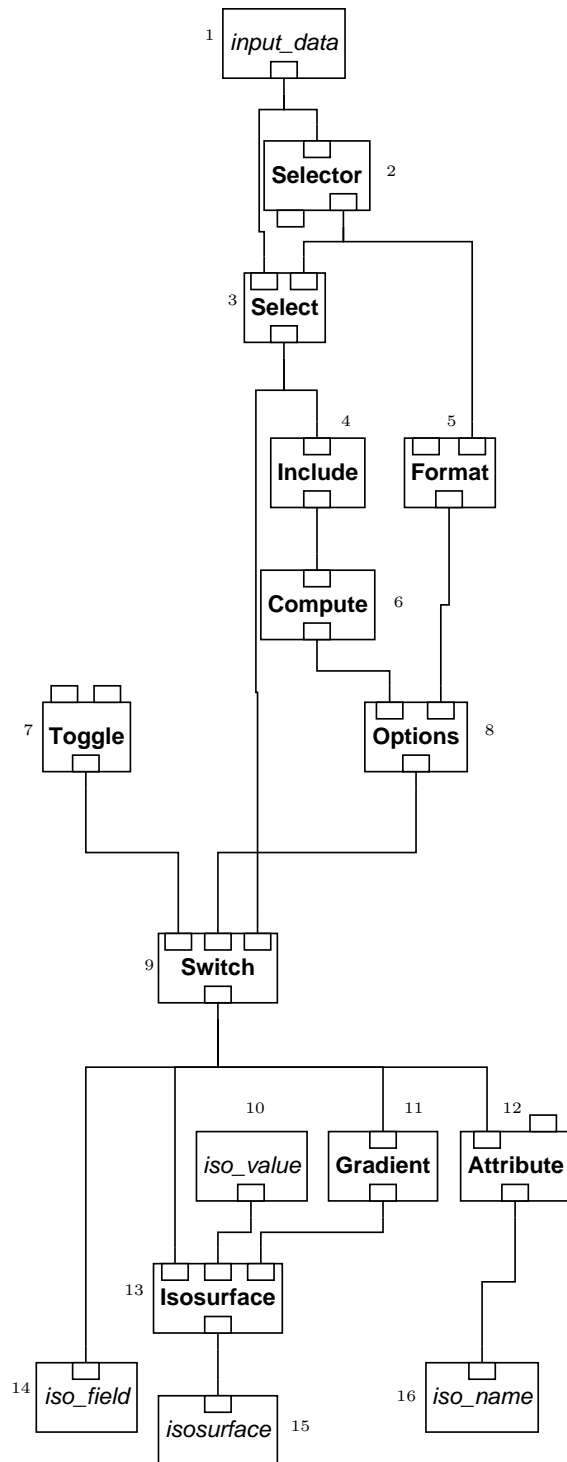 1 input_data
Selector 2
3 Select
4 5
Include Format
Compute 6
7 Toggle Options 8
9 Switch
10 11 12
iso_value Gradient Attribute
13 Isosurface
14 iso_field 16 iso_name
isosurface 15